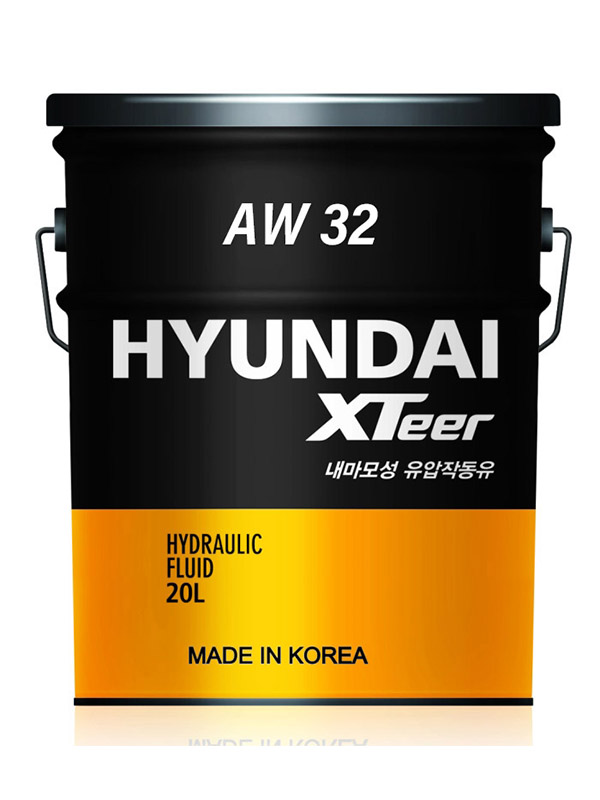 AW 32
HYUNDAI
XTeer
내마모성 유압작동유
HYDRAULIC
FLUID
20L
MADE IN KOREA